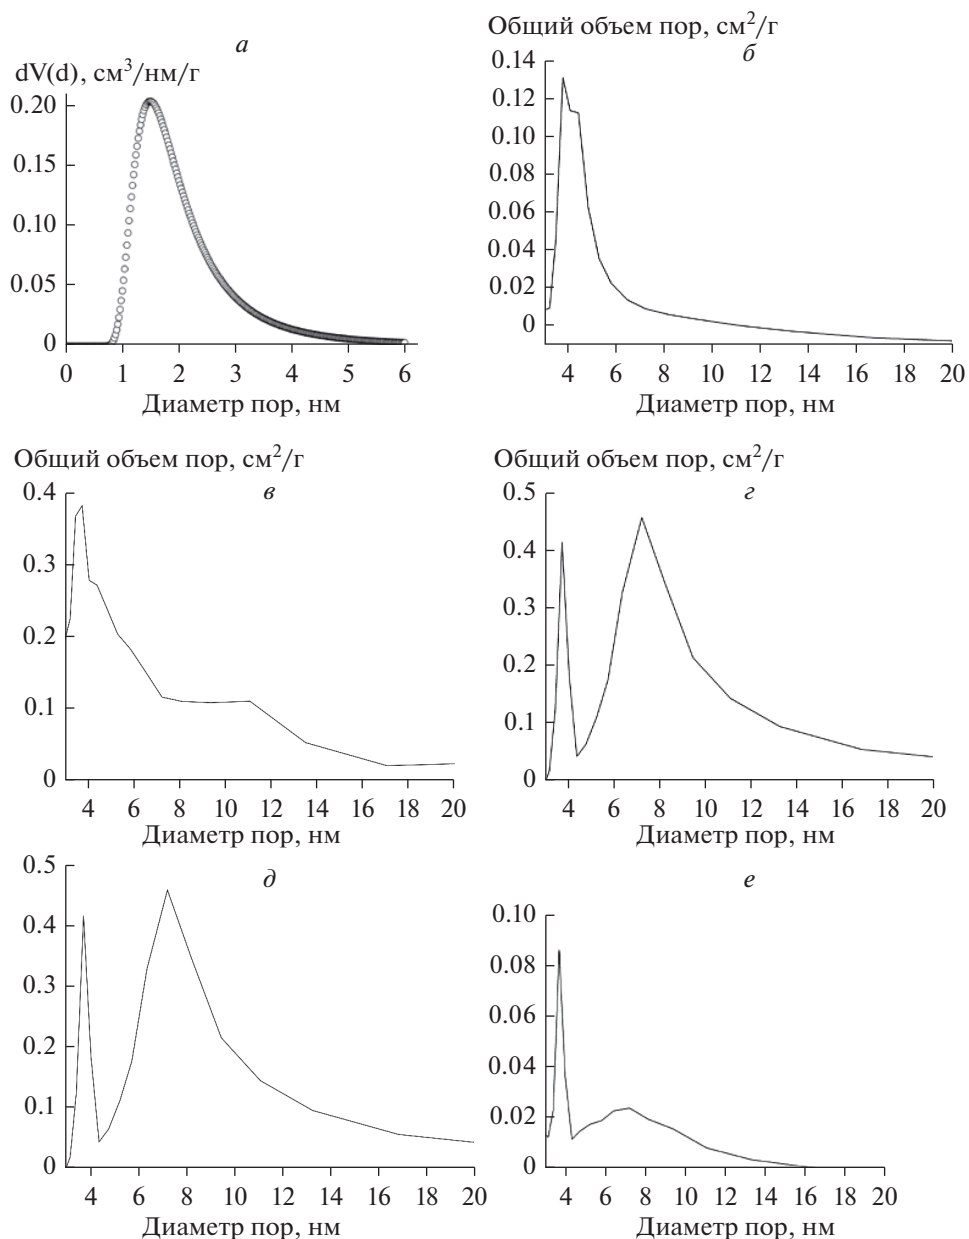 а
dV(d), см³/нм/г
0.20
0.15
0.10
0.05
0
0 1 2 3 4 5 6
Диаметр пор, нм
Общий объем пор, см²/г
б
0.14
0.12
0.10
0.08
0.06
0.04
0.02
0
4 6 8 10 12 14 16 18 20
Диаметр пор, нм
Общий объем пор, см²/г
в
0.4
0.3
0.2
0.1
0
4 6 8 10 12 14 16 18 20
Диаметр пор, нм
Общий объем пор, см²/г
г
0.5
0.4
0.3
0.2
0.1
0
4 6 8 10 12 14 16 18 20
Диаметр пор, нм
д
0.5
0.4
0.3
0.2
0.1
0
4 6 8 10 12 14 16 18 20
Диаметр пор, нм
е
0.10
0.08
0.06
0.04
0.02
0
4 6 8 10 12 14 16 18 20
Диаметр пор, нм